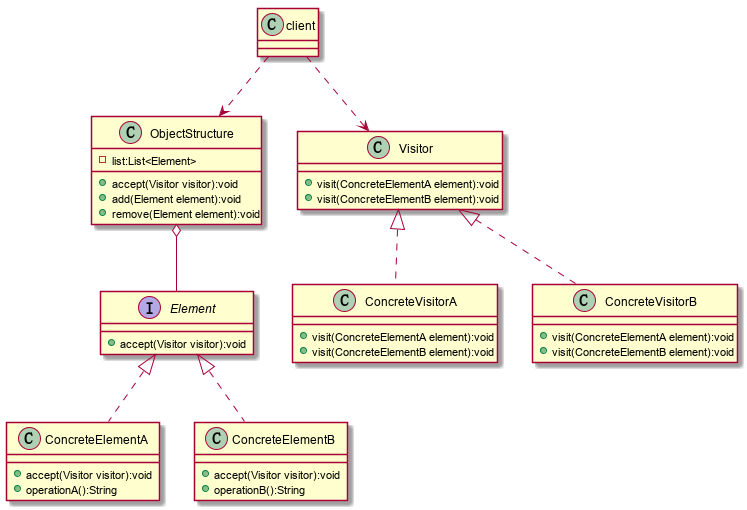 C client
C ObjectStructure
list:List<Element>
accept(Visitor visitor):void
add(Element element):void
remove(Element element):void
C Visitor
visit(ConcreteElementA element):void
visit(ConcreteElementB element):void
I Element
accept(Visitor visitor):void
C ConcreteVisitorA
visit(ConcreteElementA element):void
visit(ConcreteElementB element):void
C ConcreteVisitorB
visit(ConcreteElementA element):void
visit(ConcreteElementB element):void
C ConcreteElementA
accept(Visitor visitor):void
operationA():String
C ConcreteElementB
accept(Visitor visitor):void
operationB():String